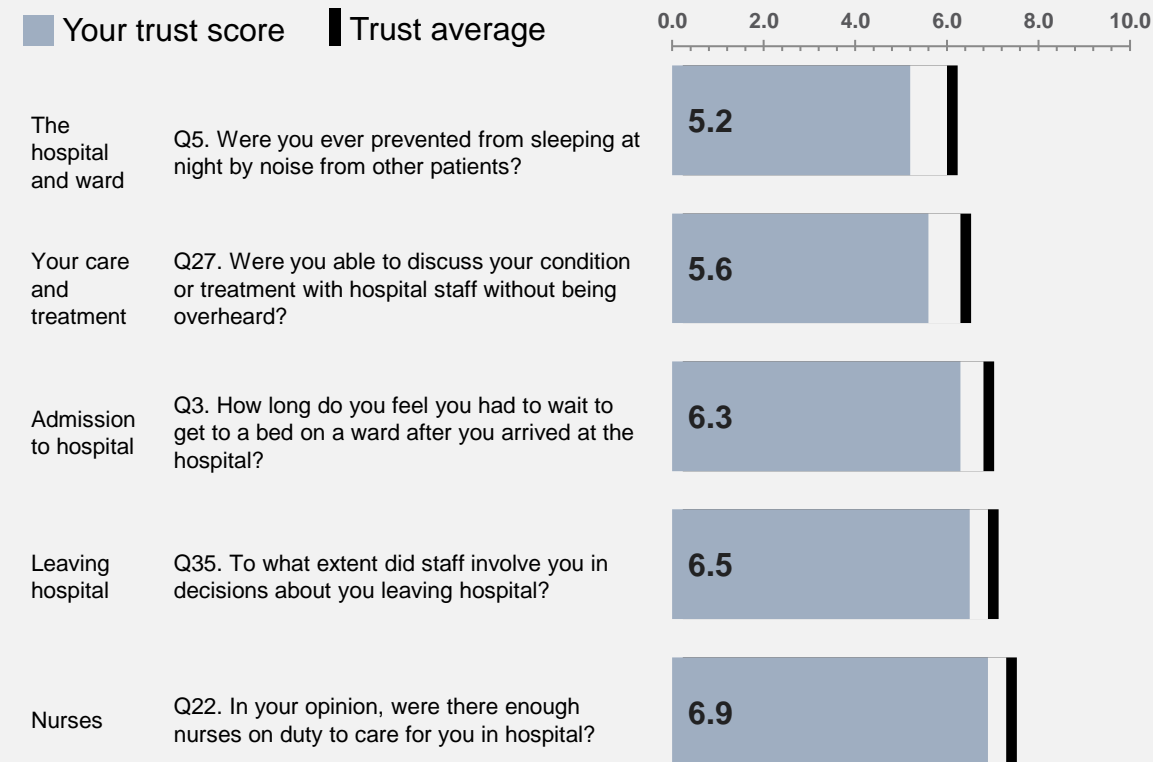 Your trust score
Trust average
0.0 2.0 4.0 6.0 8.0 10.0
The
hospital
and ward
Q5. Were you ever prevented from sleeping at
night by noise from other patients?
5.2
Your care
and
treatment
Q27. Were you able to discuss your condition
or treatment with hospital staff without being
overheard?
5.6
Admission
to hospital
Q3. How long do you feel you had to wait to
get to a bed on a ward after you arrived at the
hospital?
6.3
Leaving
hospital
Q35. To what extent did staff involve you in
decisions about you leaving hospital?
6.5
Nurses
Q22. In your opinion, were there enough
nurses on duty to care for you in hospital?
6.9